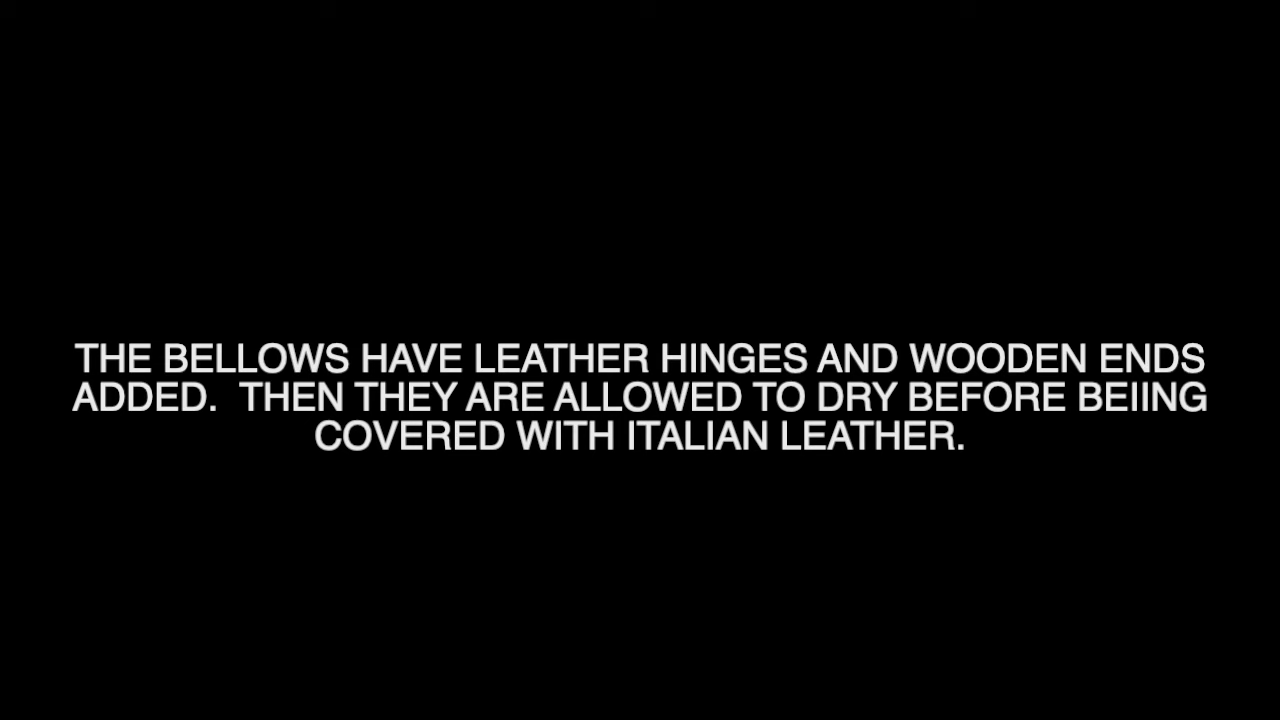 THE BELLOWS HAVE LEATHER HINGES AND WOODEN ENDS
ADDED.  THEN THEY ARE ALLOWED TO DRY BEFORE BEIING
COVERED WITH ITALIAN LEATHER.